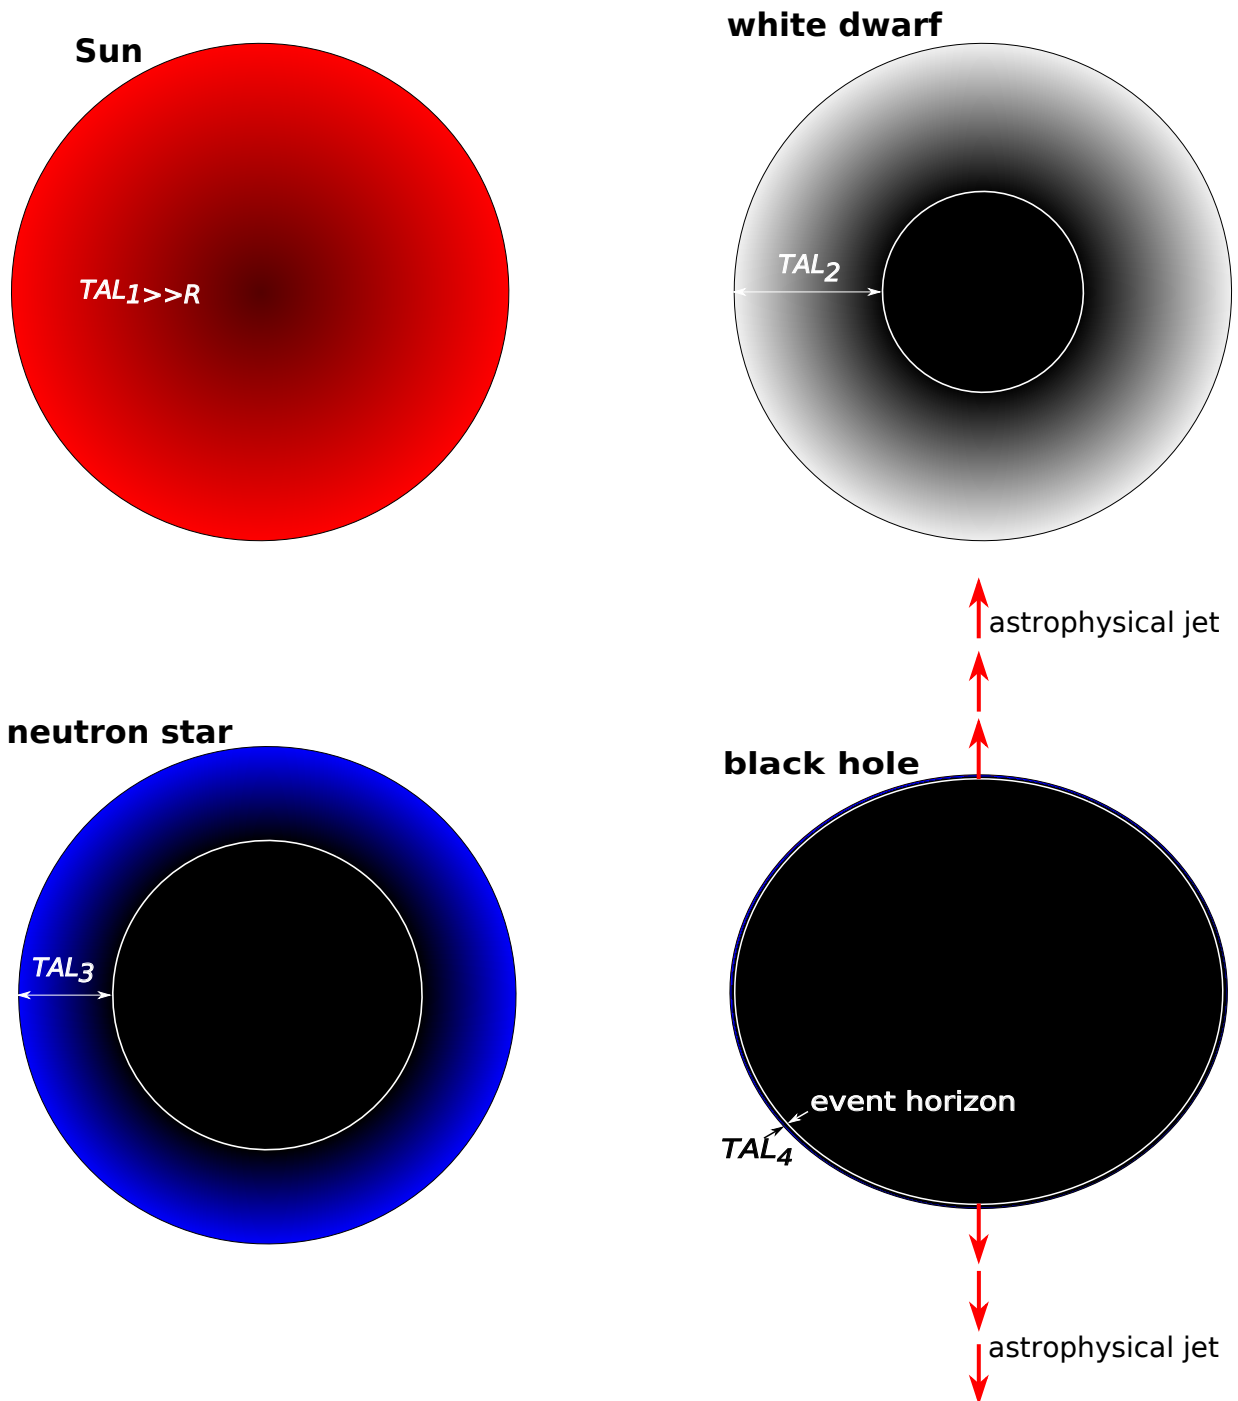 Sun
TAL1>>R
white dwarf
TAL2
astrophysical jet
neutron star
TAL3
black hole
event horizon
TAL4
astrophysical jet